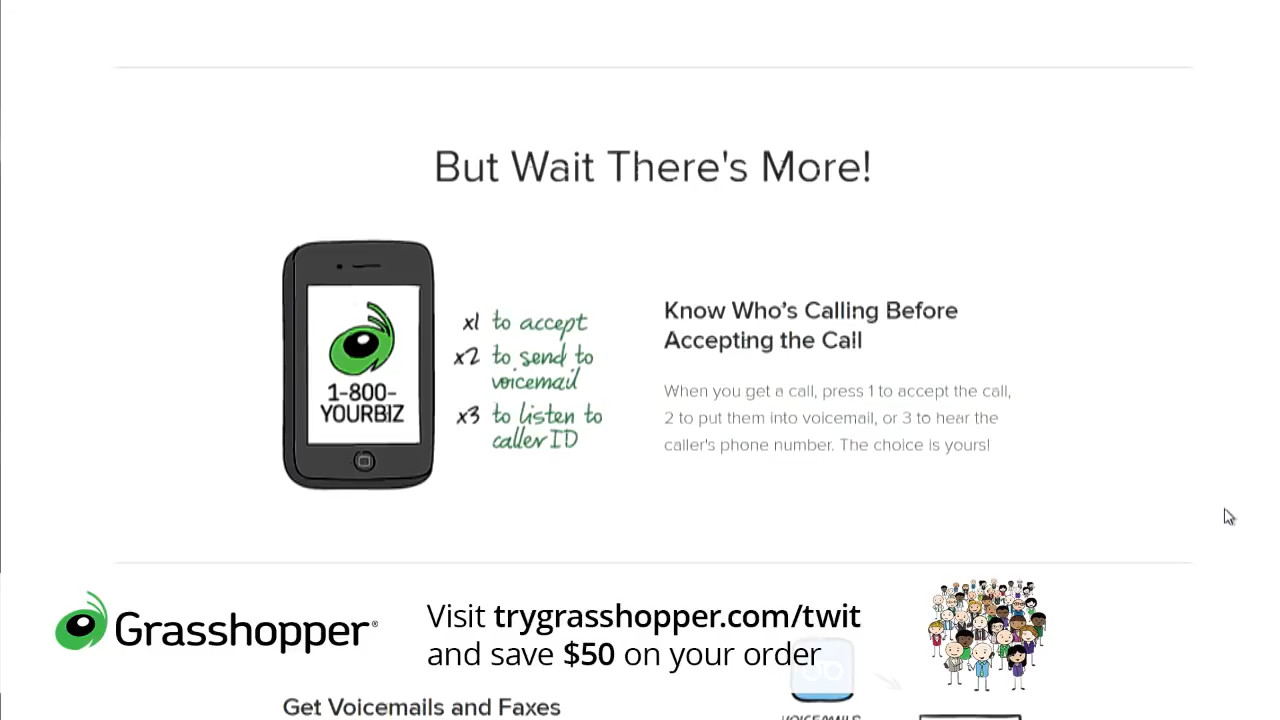 But Wait There's More!
1-800-
YOURBIZ
x1 to accept
x2 to send to
voicemail
x3 to listen to
caller ID
Know Who's Calling Before
Accepting the Call
When you get a call, press 1 to accept the call,
2 to put them into voicemail, or 3 to hear the
caller's phone number. The choice is yours!
Grasshopper®
Visit trygrasshopper.com/twit
and save $50 on your order
Get Voicemails and Faxes
VOICEMAILS